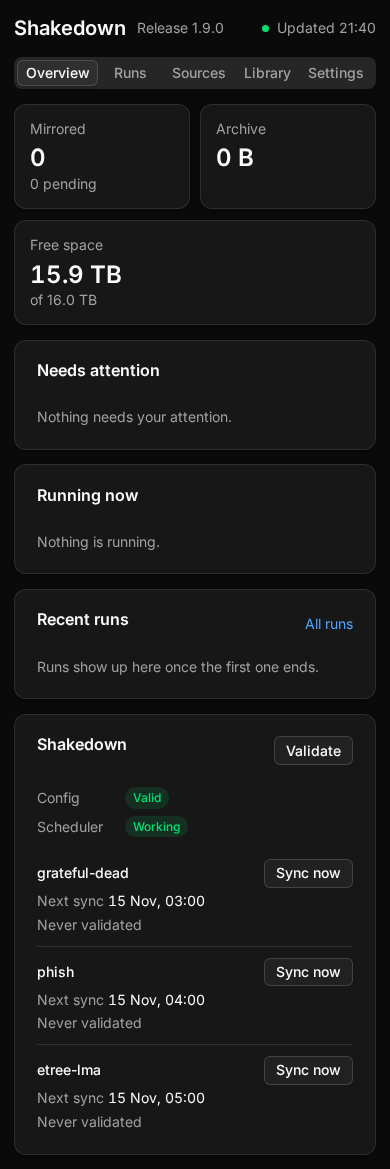 Shakedown Release 1.9.0 Updated 21:40
Overview Runs Sources Library Settings
Mirrored
0
0 pending
Archive
0 B
Free space
15.9 TB
of 16.0 TB
Needs attention
Nothing needs your attention.
Running now
Nothing is running.
Recent runs All runs
Runs show up here once the first one ends.
Shakedown Validate
Config Valid
Scheduler Working
grateful-dead Sync now
Next sync 15 Nov, 03:00
Never validated
phish Sync now
Next sync 15 Nov, 04:00
Never validated
etree-lma Sync now
Next sync 15 Nov, 05:00
Never validated